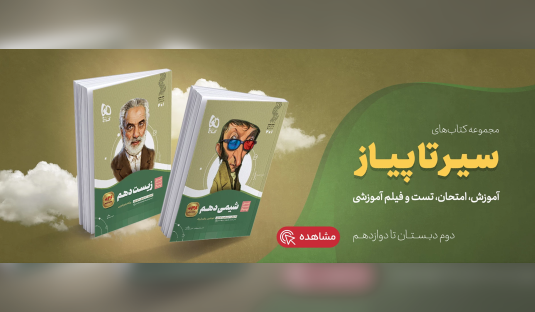 مجموعه کتاب‌های
سیر تا پیاز
آموزش، امتحان، تست و فیلم آموزشی
دوم دبستان تا دوازدهم
مشاهده
شیمی دهم
زیست دهم